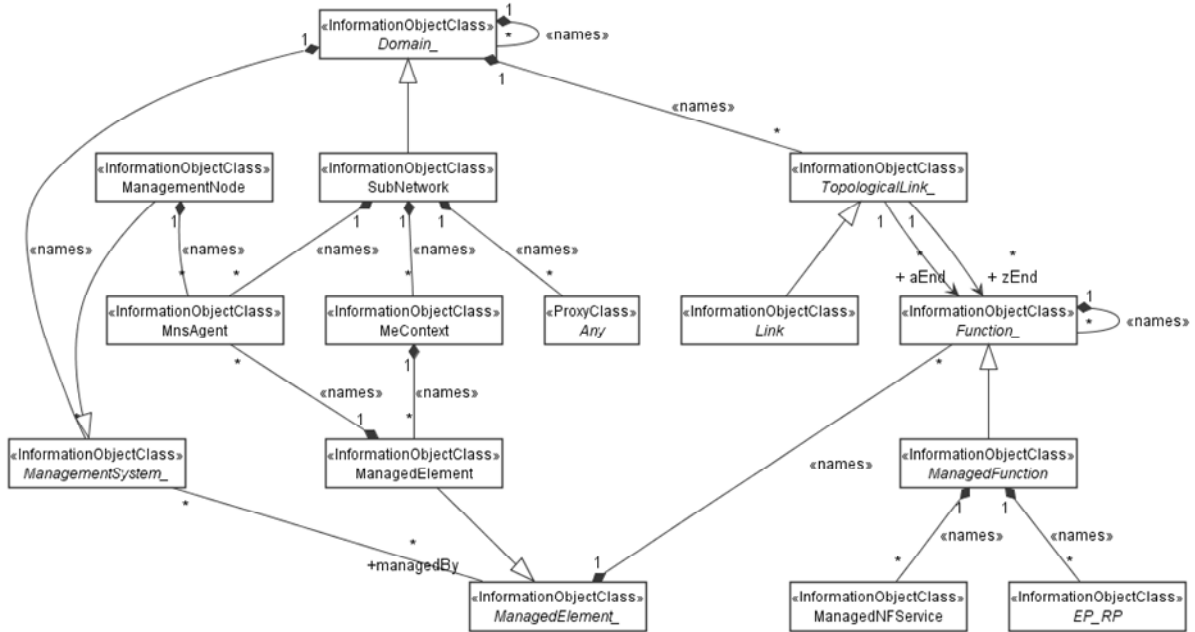 1
«InformationObjectClass»
Domain_
*
«names»
1
1
«names»
*
«InformationObjectClass»
ManagementNode
«InformationObjectClass»
SubNetwork
«InformationObjectClass»
TopologicalLink_
1
1
1
1
1
1
«names»
«names»
«names»
«names»
«names»
*
*
*
*
*
*
+ aEnd
+ zEnd
«InformationObjectClass»
MnsAgent
«InformationObjectClass»
MeContext
«ProxyClass»
Any
«InformationObjectClass»
Link
«InformationObjectClass»
Function_
1
*
«names»
*
1
*
«names»
«names»
1
*
*
«InformationObjectClass»
ManagementSystem_
«InformationObjectClass»
ManagedElement
«names»
«InformationObjectClass»
ManagedFunction
*
1
1
*
+managedBy
«names»
«names»
1
*
*
«InformationObjectClass»
ManagedElement_
«InformationObjectClass»
ManagedNFService
«InformationObjectClass»
EP_RP